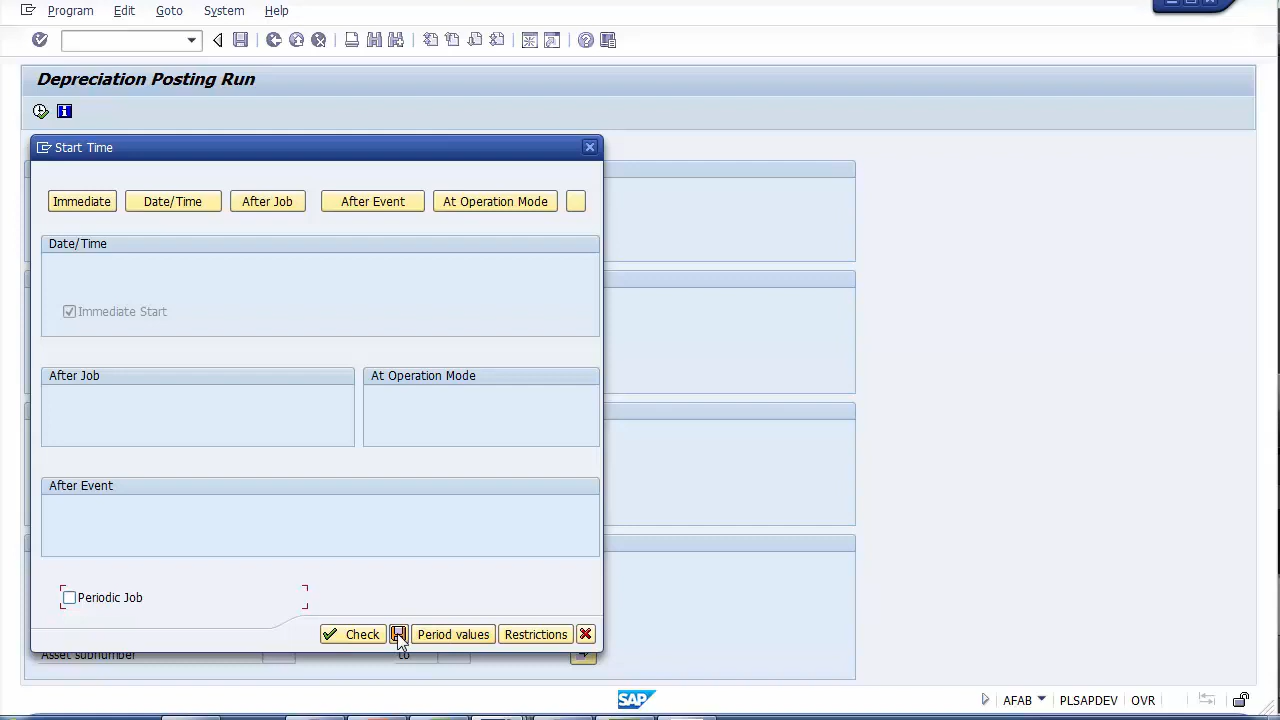 Program Edit Goto System Help
Depreciation Posting Run
Start Time
Immediate Date/Time After Job After Event At Operation Mode
Date/Time
Immediate Start
After Job At Operation Mode
After Event
Periodic Job
Check Period values Restrictions
Asset subnumber to
SAP AFAB PLSAPDEV OVR